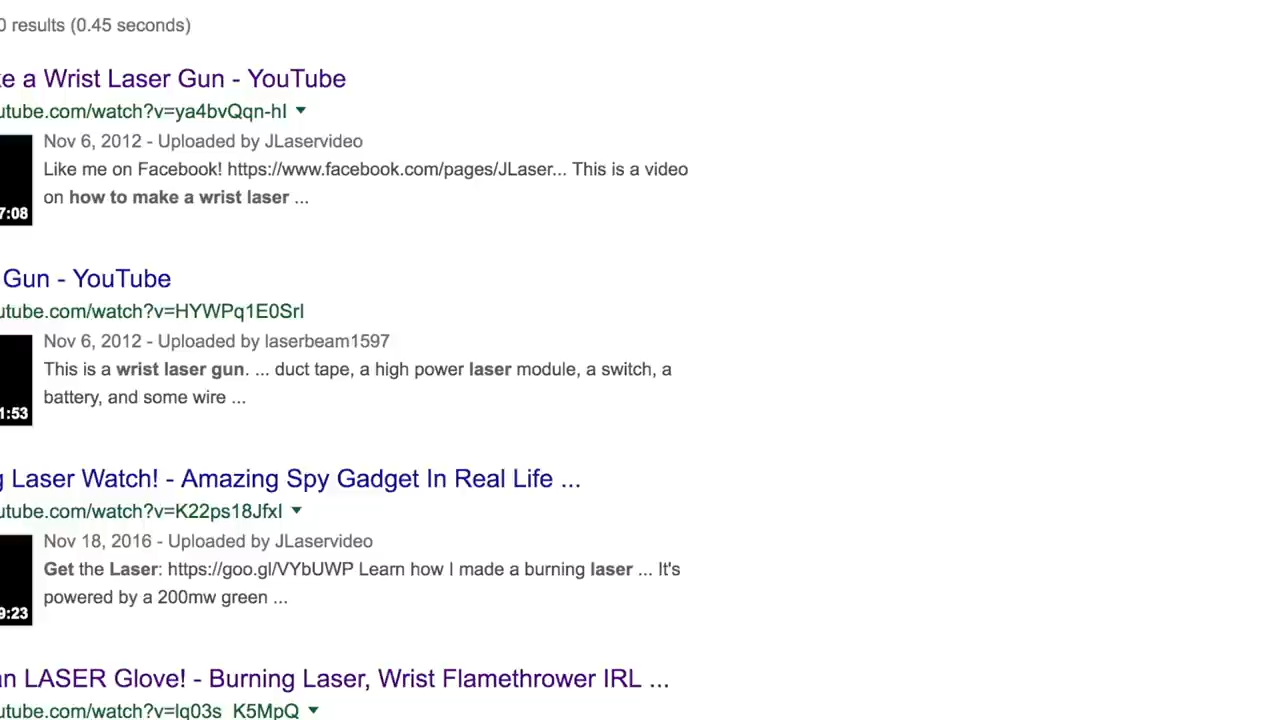 0 results (0.45 seconds)
ke a Wrist Laser Gun - YouTube
utube.com/watch?v=ya4bvQqn-hI
Nov 6, 2012 - Uploaded by JLaservideo
Like me on Facebook! https://www.facebook.com/pages/JLaser... This is a video
on how to make a wrist laser ...
7:08
Gun - YouTube
utube.com/watch?v=HYWPq1E0SrI
Nov 6, 2012 - Uploaded by laserbeam1597
This is a wrist laser gun. ... duct tape, a high power laser module, a switch, a
battery, and some wire ...
1:53
g Laser Watch! - Amazing Spy Gadget In Real Life ...
utube.com/watch?v=K22ps18JfxI
Nov 18, 2016 - Uploaded by JLaservideo
Get the Laser: https://goo.gl/VYbUWP Learn how I made a burning laser ... It's
powered by a 200mw green ...
9:23
an LASER Glove! - Burning Laser, Wrist Flamethrower IRL ...
utube.com/watch?v=lq03s_K5MpQ